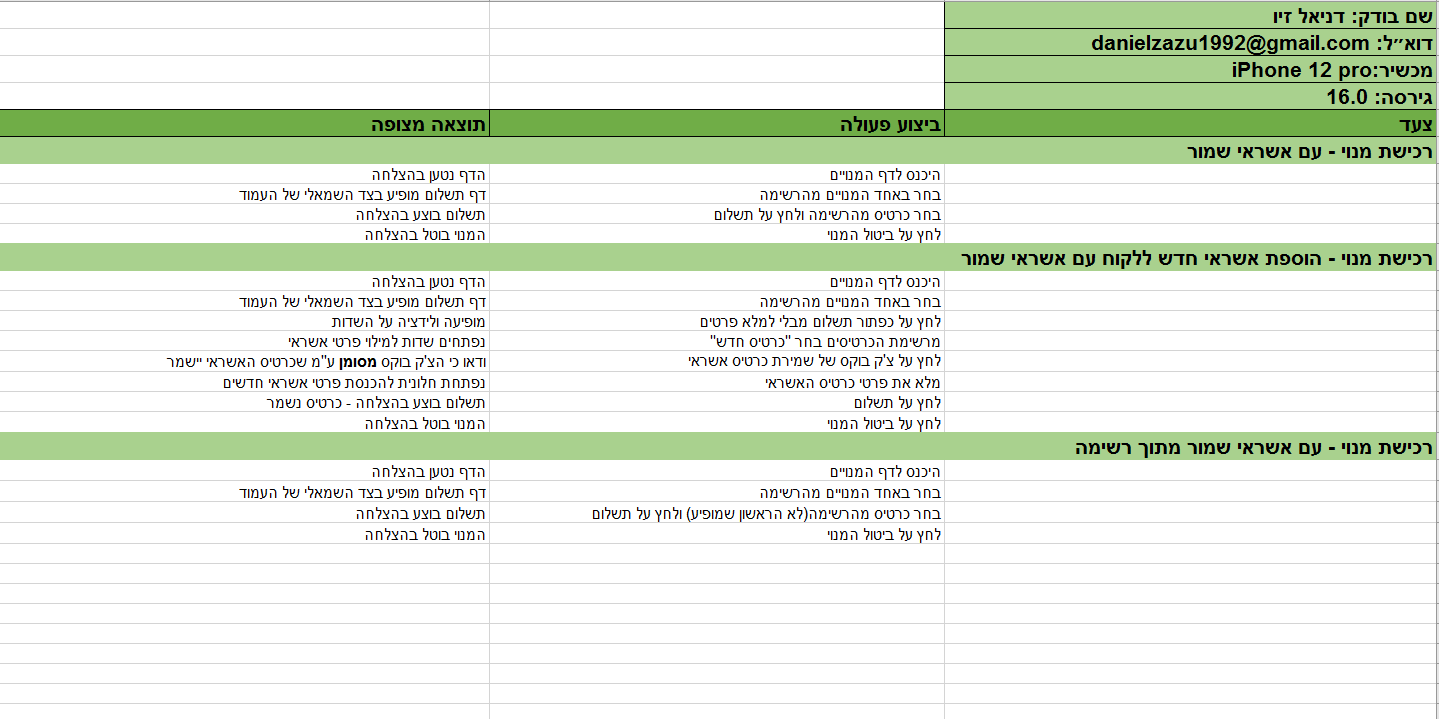 שם בודק: דניאל זיו
דוא״ל: danielzazu1992@gmail.com
מכשיר:iPhone 12 pro
גירסה: 16.0
צעד ביצוע פעולה תוצאה מצופה
רכישת מנוי - עם אשראי שמור
היכנס לדף המנויים הדף נטען בהצלחה
בחר באחד המנויים מהרשימה דף תשלום מופיע בצד השמאלי של העמוד
בחר כרטיס מהרשימה ולחץ על תשלום תשלום בוצע בהצלחה
לחץ על ביטול המנוי המנוי בוטל בהצלחה
רכישת מנוי - הוספת אשראי חדש ללקוח עם אשראי שמור
היכנס לדף המנויים הדף נטען בהצלחה
בחר באחד המנויים מהרשימה דף תשלום מופיע בצד השמאלי של העמוד
לחץ על כפתור תשלום מבלי למלא פרטים מופיעה ולידציה על השדות
מרשימת הכרטיסים בחר "כרטיס חדש" נפתחים שדות למילוי פרטי אשראי
לחץ על צ'ק בוקס של שמירת כרטיס אשראי ודאו כי הצ'ק בוקס מסומן ע"מ שכרטיס האשראי יישמר
מלא את פרטי כרטיס האשראי נפתחת חלונית להכנסת פרטי אשראי חדשים
לחץ על תשלום תשלום בוצע בהצלחה - כרטיס נשמר
לחץ על ביטול המנוי המנוי בוטל בהצלחה
רכישת מנוי - עם אשראי שמור מתוך רשימה
היכנס לדף המנויים הדף נטען בהצלחה
בחר באחד המנויים מהרשימה דף תשלום מופיע בצד השמאלי של העמוד
בחר כרטיס מהרשימה(לא הראשון שמופיע) ולחץ על תשלום תשלום בוצע בהצלחה
לחץ על ביטול המנוי המנוי בוטל בהצלחה